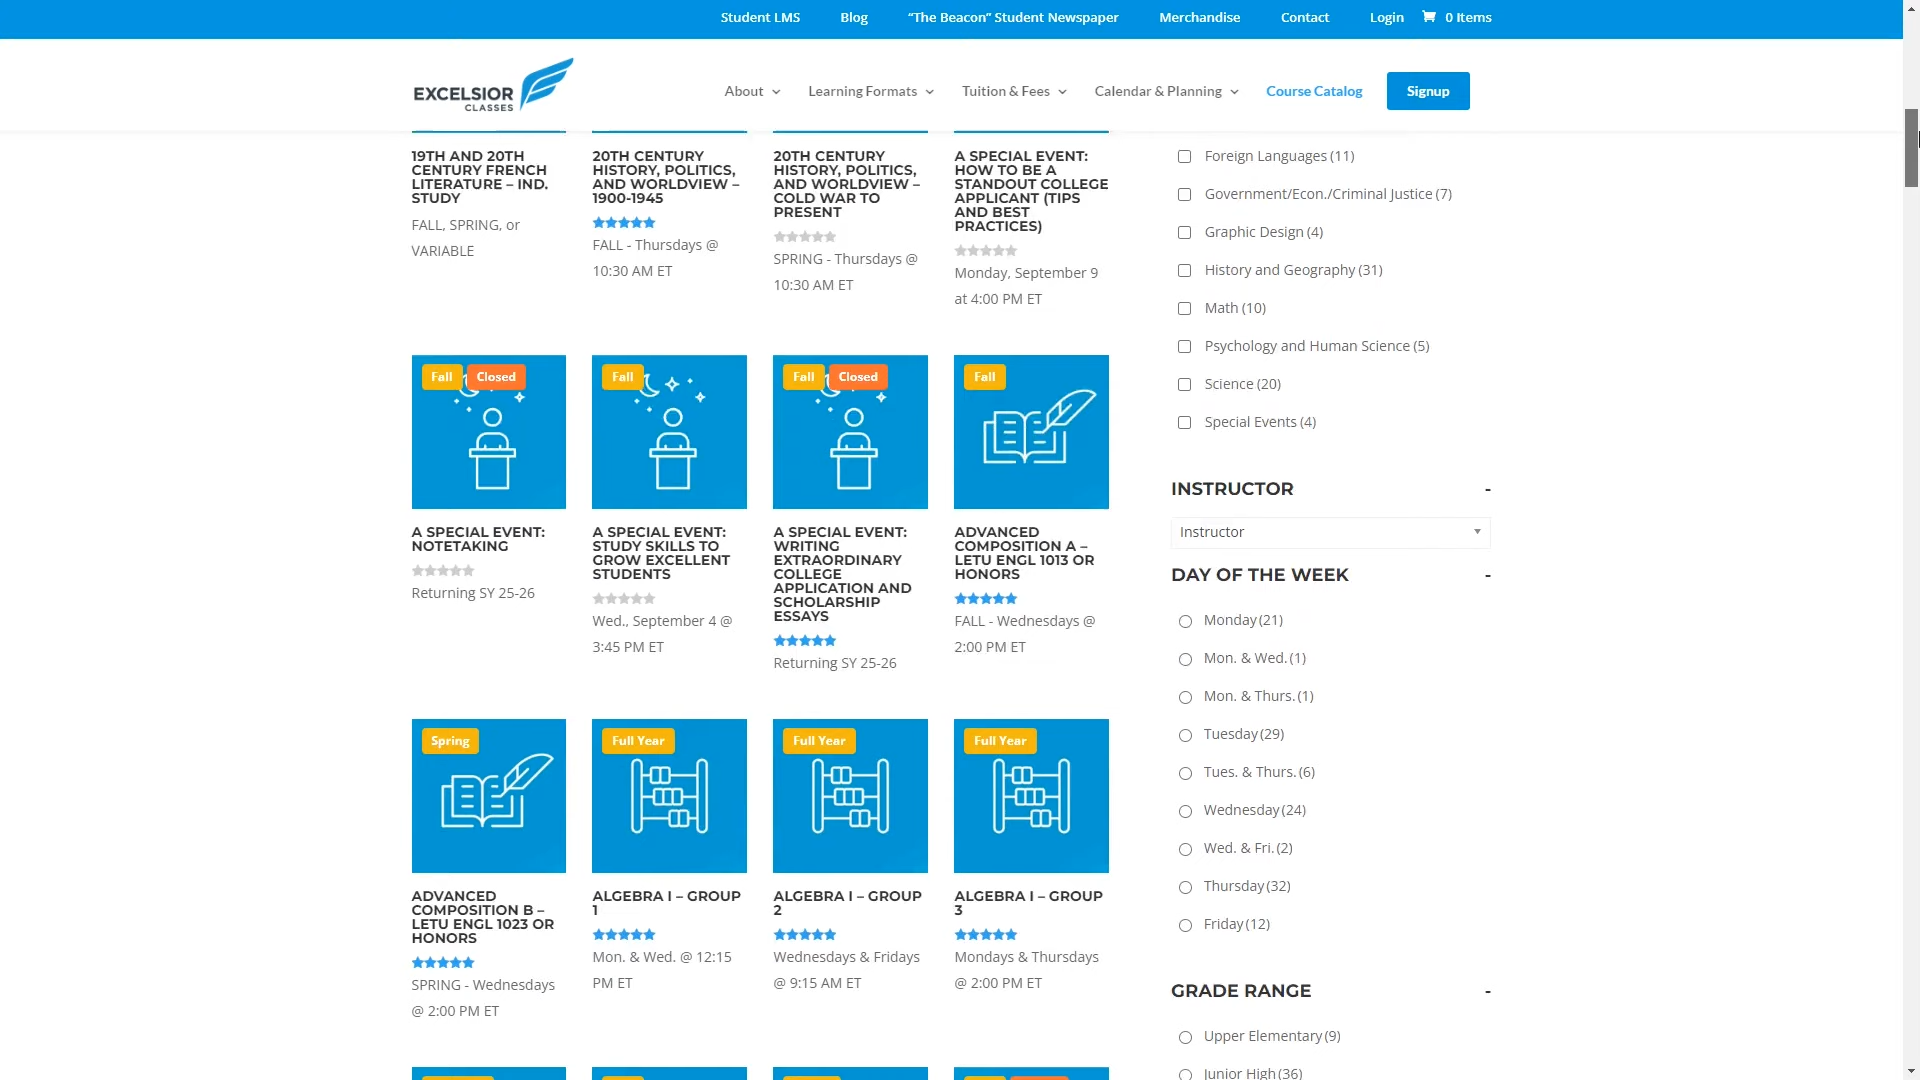 Student LMS
Blog
“The Beacon” Student Newspaper
Merchandise
Contact
Login
0 Items
EXCELSIOR
CLASSES
About
Learning Formats
Tuition & Fees
Calendar & Planning
Course Catalog
Signup
19TH AND 20TH
CENTURY FRENCH
LITERATURE – IND.
STUDY
FALL, SPRING, or
VARIABLE
20TH CENTURY
HISTORY, POLITICS,
AND WORLDVIEW –
1900-1945
FALL - Thursdays @
10:30 AM ET
20TH CENTURY
HISTORY, POLITICS,
AND WORLDVIEW –
COLD WAR TO
PRESENT
SPRING - Thursdays @
10:30 AM ET
A SPECIAL EVENT:
HOW TO BE A
STANDOUT COLLEGE
APPLICANT (TIPS
AND BEST
PRACTICES)
Monday, September 9
at 4:00 PM ET
Fall
Closed
A SPECIAL EVENT:
NOTETAKING
Returning SY 25-26
Fall
A SPECIAL EVENT:
STUDY SKILLS TO
GROW EXCELLENT
STUDENTS
Wed., September 4 @
3:45 PM ET
Fall
Closed
A SPECIAL EVENT:
WRITING
EXTRAORDINARY
COLLEGE
APPLICATION AND
SCHOLARSHIP
ESSAYS
Returning SY 25-26
Fall
ADVANCED
COMPOSITION A –
LETU ENGL 1013 OR
HONORS
FALL - Wednesdays @
2:00 PM ET
Spring
ADVANCED
COMPOSITION B –
LETU ENGL 1023 OR
HONORS
SPRING - Wednesdays
@ 2:00 PM ET
Full Year
ALGEBRA I – GROUP
1
Mon. & Wed. @ 12:15
PM ET
Full Year
ALGEBRA I – GROUP
2
Wednesdays & Fridays
@ 9:15 AM ET
Full Year
ALGEBRA I – GROUP
3
Mondays & Thursdays
@ 2:00 PM ET
Foreign Languages (11)
Government/Econ./Criminal Justice (7)
Graphic Design (4)
History and Geography (31)
Math (10)
Psychology and Human Science (5)
Science (20)
Special Events (4)
INSTRUCTOR -
Instructor
DAY OF THE WEEK -
Monday (21)
Mon. & Wed. (1)
Mon. & Thurs. (1)
Tuesday (29)
Tues. & Thurs. (6)
Wednesday (24)
Wed. & Fri. (2)
Thursday (32)
Friday (12)
GRADE RANGE -
Upper Elementary (9)
Junior High (36)